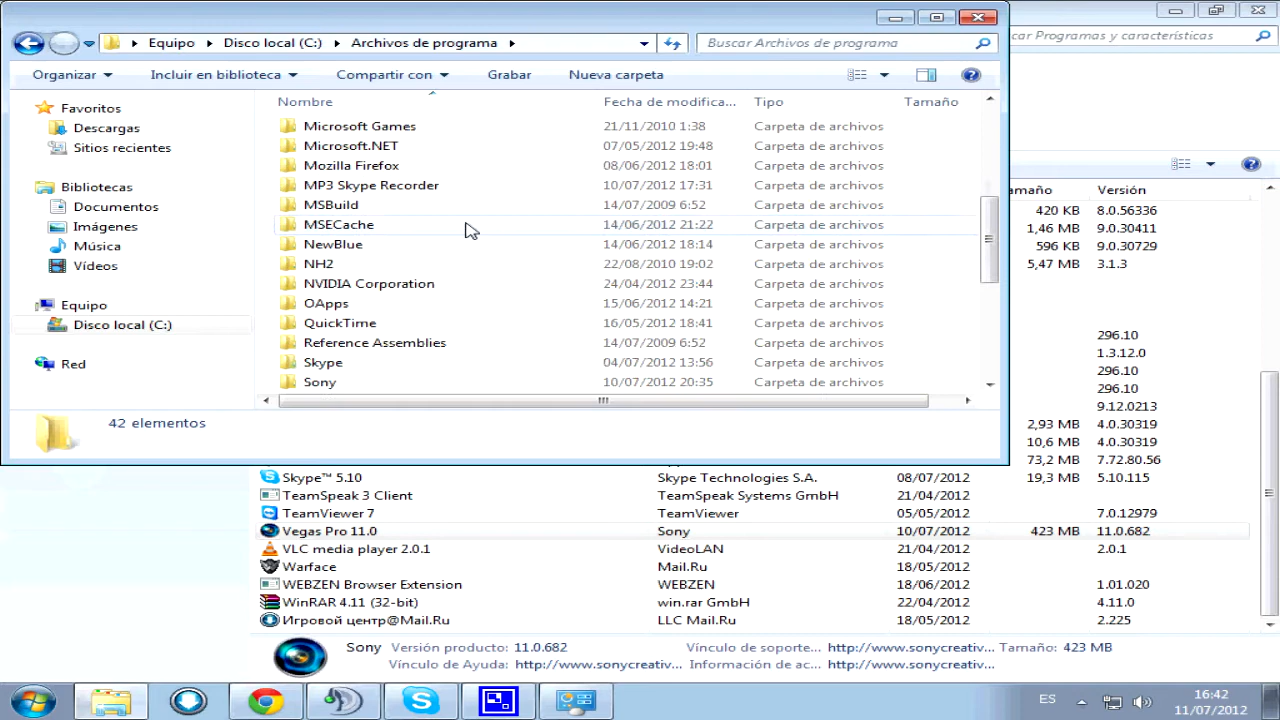 Equipo Disco local (C:) Archivos de programa
Buscar Archivos de programa
car Programas y características
Organizar Incluir en biblioteca Compartir con Grabar Nueva carpeta
Favoritos
Descargas
Sitios recientes
Bibliotecas
Documentos
Imágenes
Música
Vídeos
Equipo
Disco local (C:)
Red
Nombre Fecha de modifica... Tipo Tamaño
Microsoft Games 21/11/2010 1:38 Carpeta de archivos
Microsoft.NET 07/05/2012 19:48 Carpeta de archivos
Mozilla Firefox 08/06/2012 18:01 Carpeta de archivos
MP3 Skype Recorder 10/07/2012 17:31 Carpeta de archivos
MSBuild 14/07/2009 6:52 Carpeta de archivos
MSECache 14/06/2012 21:22 Carpeta de archivos
NewBlue 14/06/2012 18:14 Carpeta de archivos
NH2 22/08/2010 19:02 Carpeta de archivos
NVIDIA Corporation 24/04/2012 23:44 Carpeta de archivos
OApps 15/06/2012 14:21 Carpeta de archivos
QuickTime 16/05/2012 18:41 Carpeta de archivos
Reference Assemblies 14/07/2009 6:52 Carpeta de archivos
Skype 04/07/2012 13:56 Carpeta de archivos
Sony 10/07/2012 20:35 Carpeta de archivos
42 elementos
amaño Versión
420 KB 8.0.56336
1,46 MB 9.0.30411
596 KB 9.0.30729
5,47 MB 3.1.3
296.10
1.3.12.0
296.10
296.10
9.12.0213
2,93 MB 4.0.30319
10,6 MB 4.0.30319
73,2 MB 7.72.80.56
Skype™ 5.10 Skype Technologies S.A. 08/07/2012 19,3 MB 5.10.115
TeamSpeak 3 Client TeamSpeak Systems GmbH 21/04/2012
TeamViewer 7 TeamViewer 05/05/2012 7.0.12979
Vegas Pro 11.0 Sony 10/07/2012 423 MB 11.0.682
VLC media player 2.0.1 VideoLAN 21/04/2012 2.0.1
Warface Mail.Ru 18/05/2012
WEBZEN Browser Extension WEBZEN 18/06/2012 1.01.020
WinRAR 4.11 (32-bit) win.rar GmbH 22/04/2012 4.11.0
Игровой центр@Mail.Ru LLC Mail.Ru 18/05/2012 2.225
Sony Versión producto: 11.0.682 Vínculo de soporte... http://www.sonycreativ... Tamaño: 423 MB
Vínculo de Ayuda: http://www.sonycreativ... Información de ac... http://www.sonycreativ...
ES
16:42
11/07/2012